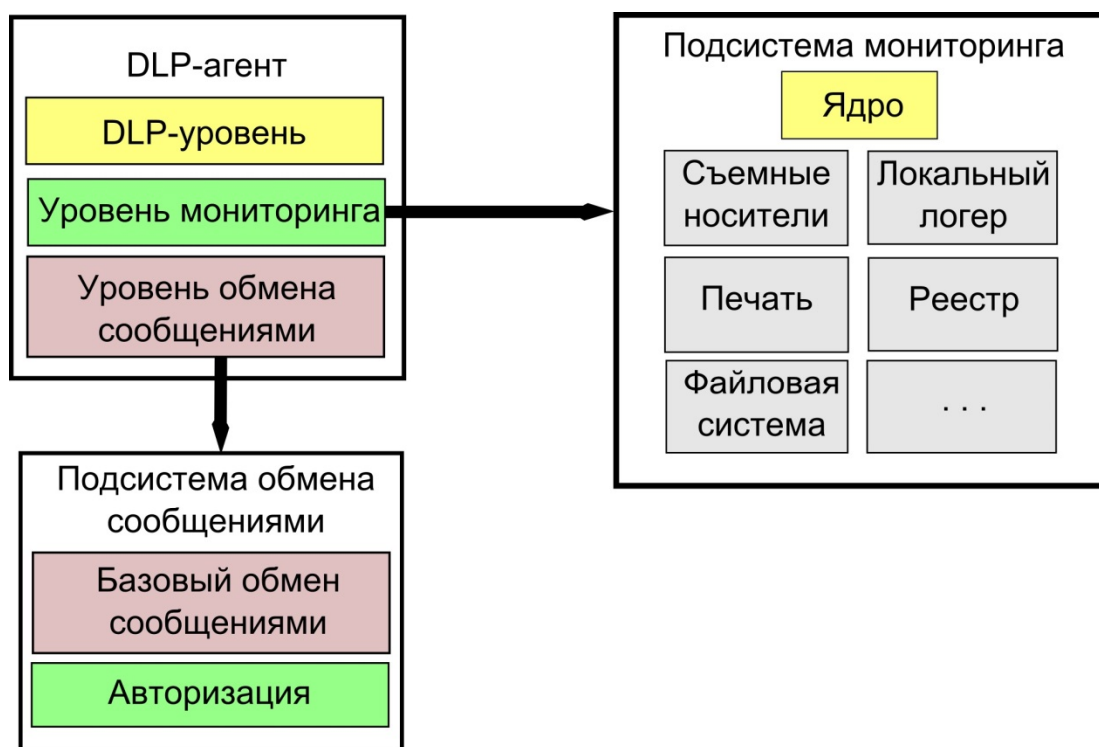 DLP-агент
DLP-уровень
Уровень мониторинга
Уровень обмена
сообщениями
Подсистема обмена
сообщениями
Базовый обмен
сообщениями
Авторизация
Подсистема мониторинга
Ядро
Съемные
носители
Локальный
логер
Печать
Реестр
Файловая
система
. . .